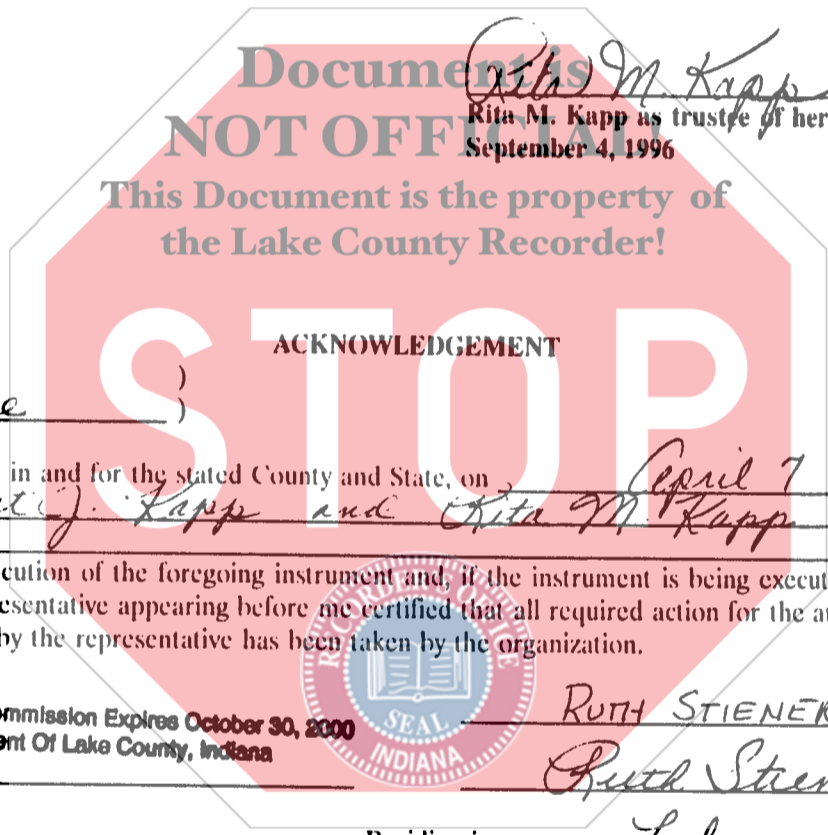 Document is
NOT OFFICIAL!
This Document is the property of
the Lake County Recorder!
STOP
Rita M. Kapp
Rita M. Kapp as trustee of her
September 4, 1996
ACKNOWLEDGEMENT
)
)
in and for the stated County and State, on April 7
J. Kapp and Rita M. Kapp
cution of the foregoing instrument and, if the instrument is being execut
esentative appearing before me certified that all required action for the
by the representative has been taken by the organization.
RECORDER'S OFFICE
SEAL
INDIANA
mmission Expires October 30, 2000
ent Of Lake County, Indiana
RUTH STIENER
Ruth Stien